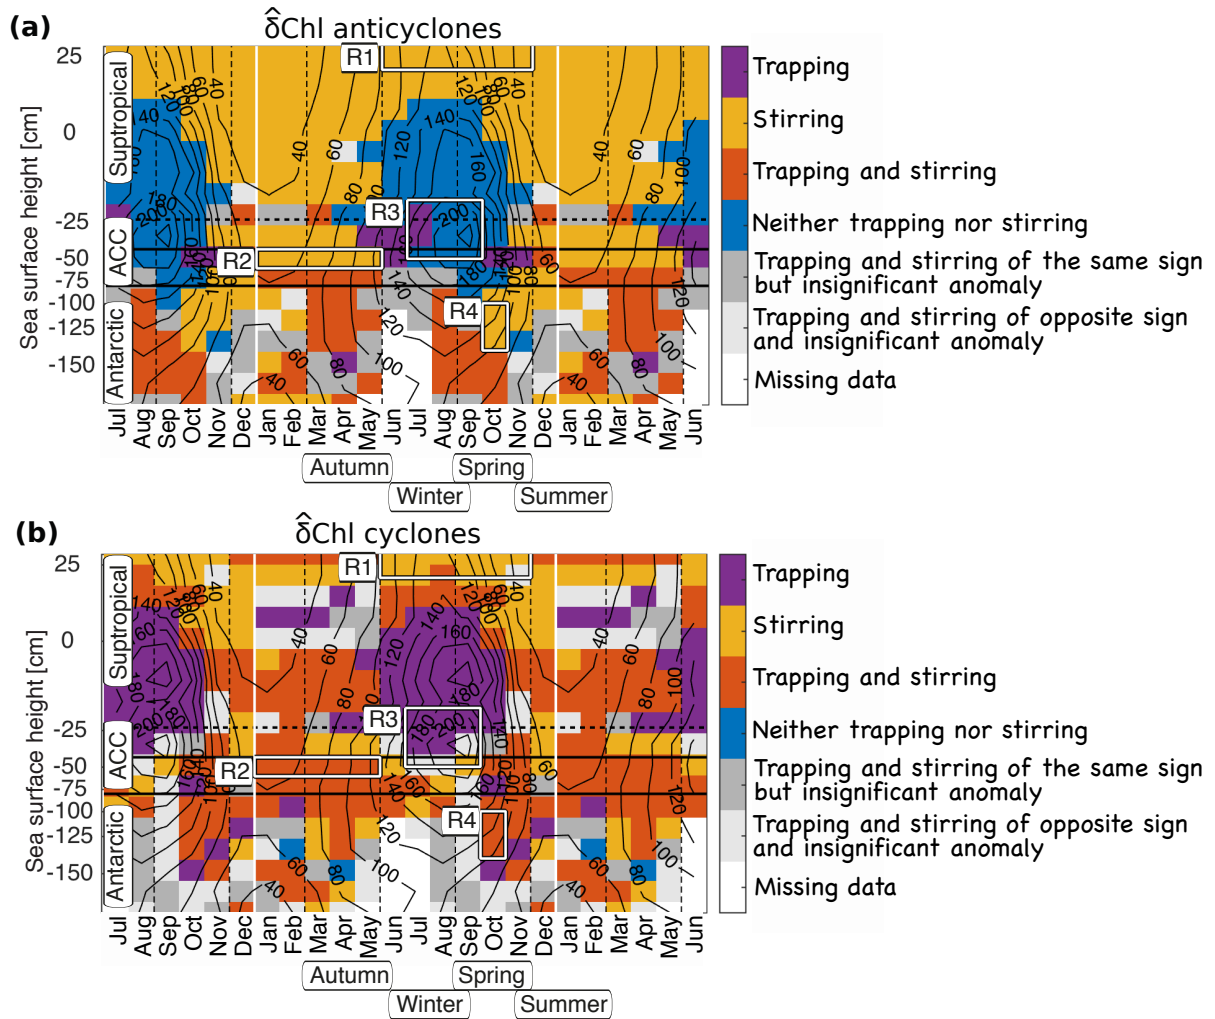 (a)
δ̂Chl anticyclones
Sea surface height [cm]
25
0
-25
-50
-75
-100
-125
-150
Suptropical
ACC
Antarctic
R1
R2
R3
R4
Jul Aug Sep Oct Nov Dec Jan Feb Mar Apr May Jun Jul Aug Sep Oct Nov Dec Jan Feb Mar Apr May Jun
Autumn
Spring
Winter
Summer
Trapping
Stirring
Trapping and stirring
Neither trapping nor stirring
Trapping and stirring of the same sign
but insignificant anomaly
Trapping and stirring of opposite sign
and insignificant anomaly
Missing data
(b)
δ̂Chl cyclones
Sea surface height [cm]
25
0
-25
-50
-75
-100
-125
-150
Suptropical
ACC
Antarctic
R1
R2
R3
R4
Jul Aug Sep Oct Nov Dec Jan Feb Mar Apr May Jun Jul Aug Sep Oct Nov Dec Jan Feb Mar Apr May Jun
Autumn
Spring
Winter
Summer
Trapping
Stirring
Trapping and stirring
Neither trapping nor stirring
Trapping and stirring of the same sign
but insignificant anomaly
Trapping and stirring of opposite sign
and insignificant anomaly
Missing data